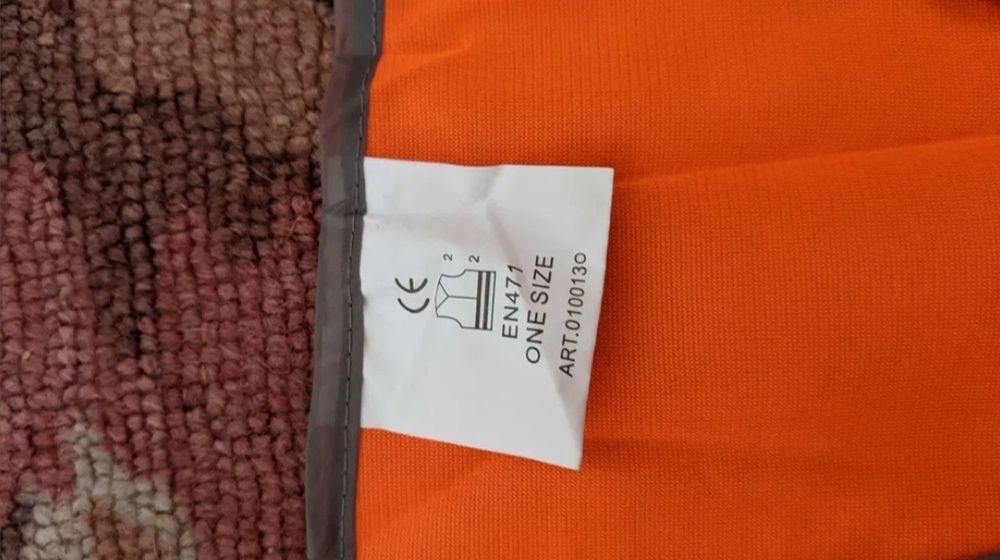 CE
2
2
EN471
ONE SIZE
ART.0100130